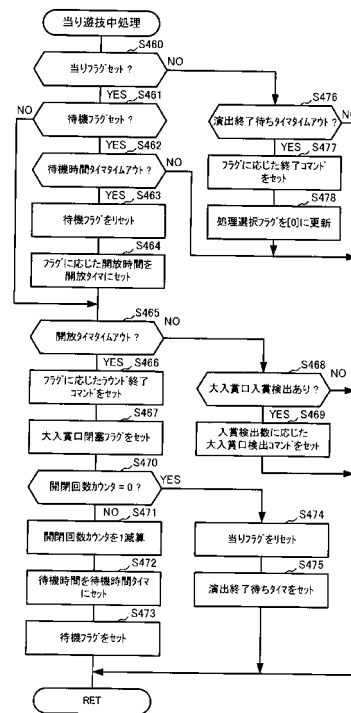 当り遊技中処理
S460
当りフラグセット？
NO
YES
S461
待機フラグセット？
NO
YES
S462
待機時間タイマタイムアウト？
NO
YES
S463
待機フラグをリセット
S464
フラグに応じた開放時間を
開放タイマにセット
S476
演出終了待ちタイマタイムアウト？
NO
YES
S477
フラグに応じた終了コマンド
をセット
S478
処理選択フラグを[0]に更新
S465
開放タイマタイムアウト？
NO
YES
S466
フラグに応じたラウンド終了
コマンドをセット
S467
大入賞口閉塞フラグをセット
S468
大入賞口入賞検出あり？
NO
YES
S469
入賞検出数に応じた
大入賞口検出コマンドをセット
S470
開閉回数カウンタ＝0？
YES
NO
S471
開閉回数カウンタを1減算
S472
待機時間を待機時間タイマ
にセット
S473
待機フラグをセット
S474
当りフラグをリセット
S475
演出終了待ちタイマをセット
RET